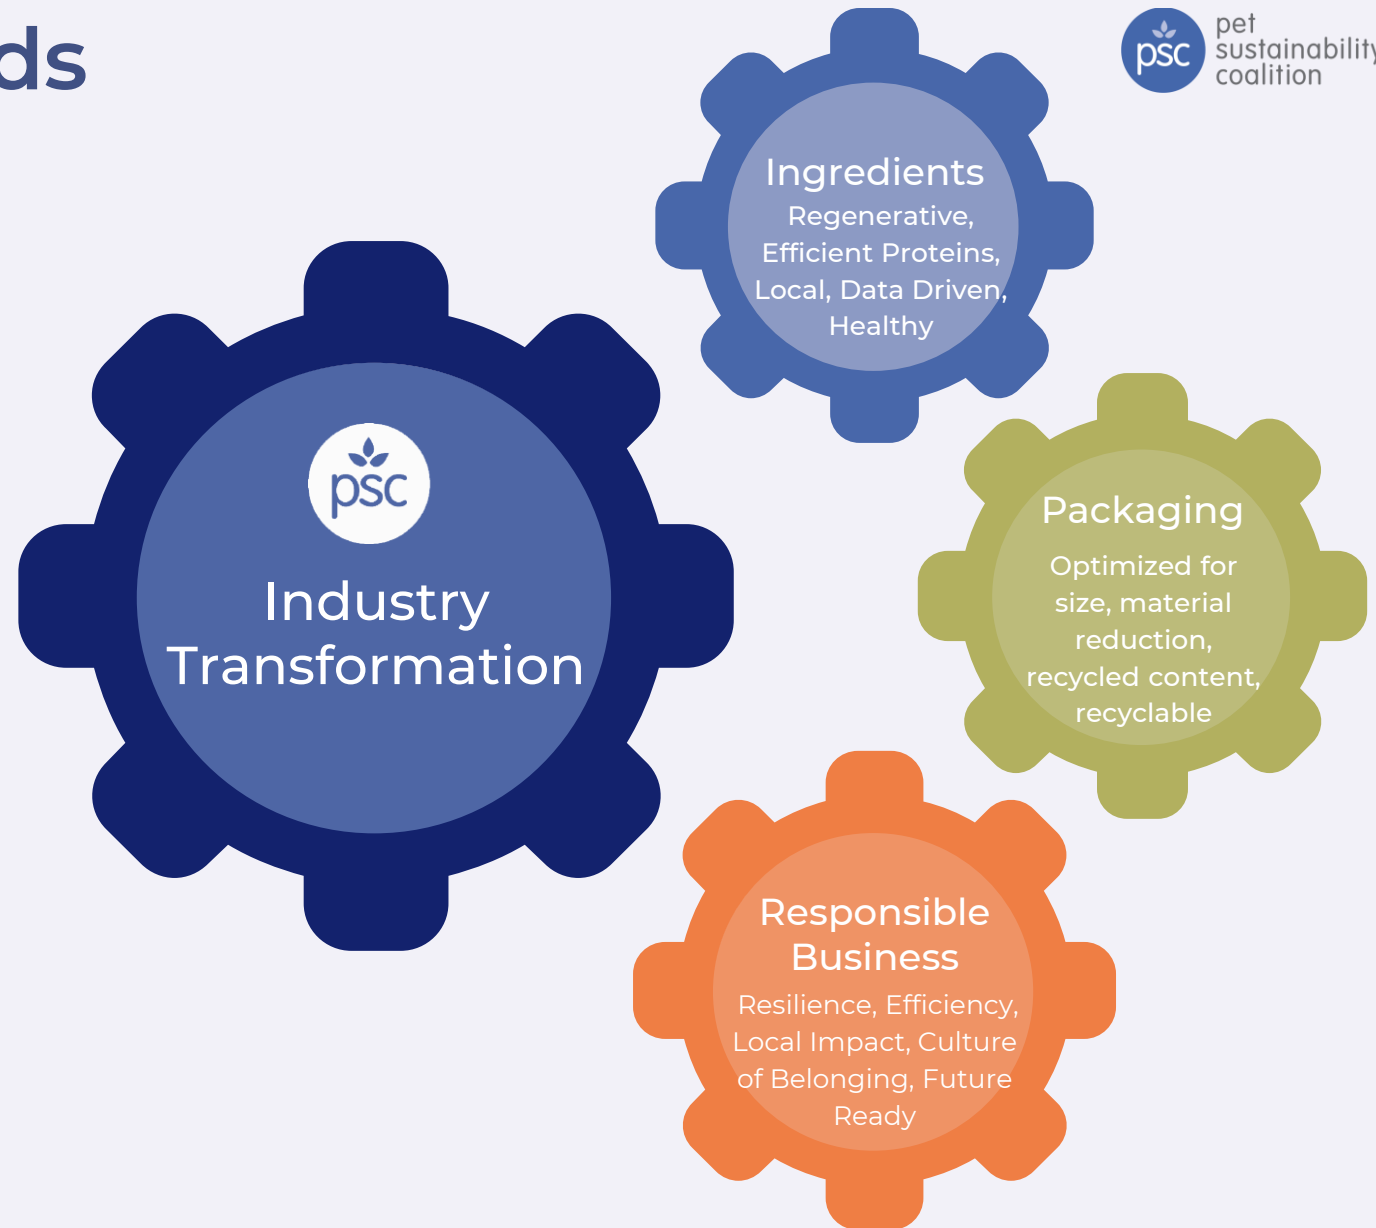 ds
psc
pet
sustainability
coalition
Ingredients
Regenerative,
Efficient Proteins,
Local, Data Driven,
Healthy
psc
Industry
Transformation
Packaging
Optimized for
size, material
reduction,
recycled content,
recyclable
Responsible
Business
Resilience, Efficiency,
Local Impact, Culture
of Belonging, Future
Ready